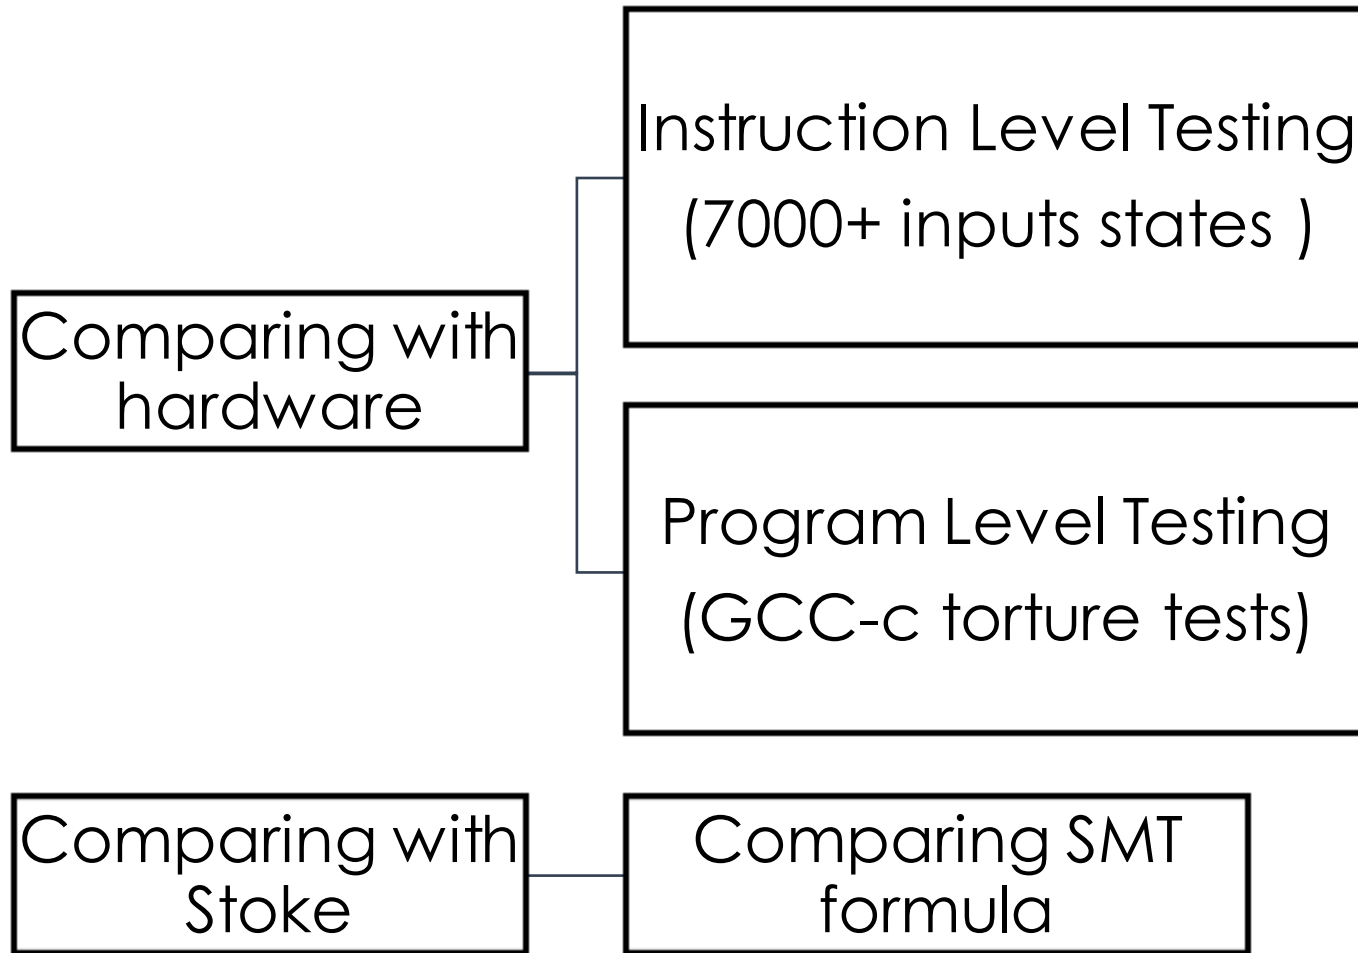 Instruction Level Testing
(7000+ inputs states )
Comparing with
hardware
Program Level Testing
(GCC-c torture tests)
Comparing with
Stoke
Comparing SMT
formula